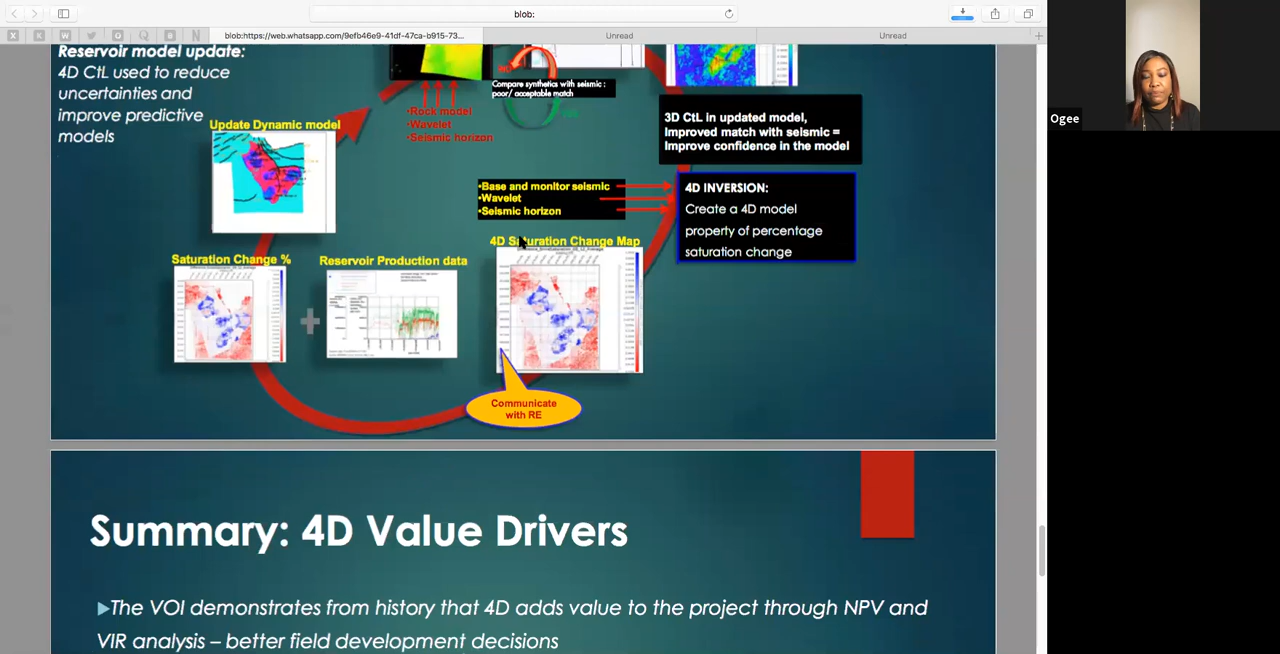 blob:
blob:https://web.whatsapp.com/9efb46e9-41df-47ca-b915-73...
Unread
Unread
Reservoir model update:
4D CtL used to reduce
uncertainties and
improve predictive
models
Compare synthetics with seismic :
poor/ acceptable match
•Rock model
•Wavelet
•Seismic horizon
Update Dynamic model
3D CtL in updated model,
Improved match with seismic =
Improve confidence in the model
•Base and monitor seismic
•Wavelet
•Seismic horizon
4D INVERSION:
Create a 4D model
property of percentage
saturation change
4D Saturation Change Map
Saturation Change %
Reservoir Production data
Communicate
with RE
Summary: 4D Value Drivers
The VOI demonstrates from history that 4D adds value to the project through NPV and
VIR analysis – better field development decisions
Ogee